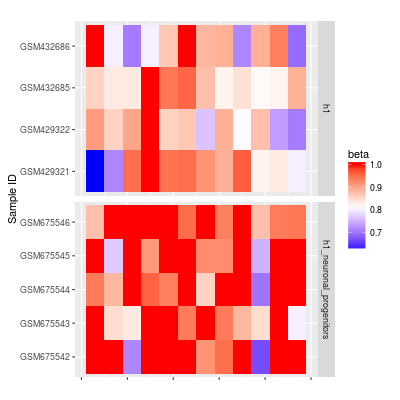 Sample ID
GSM432686
GSM432685
GSM429322
GSM429321
h1
GSM675546
GSM675545
GSM675544
GSM675543
GSM675542
h1_neuronal_progenitors
beta
1.0
0.9
0.8
0.7